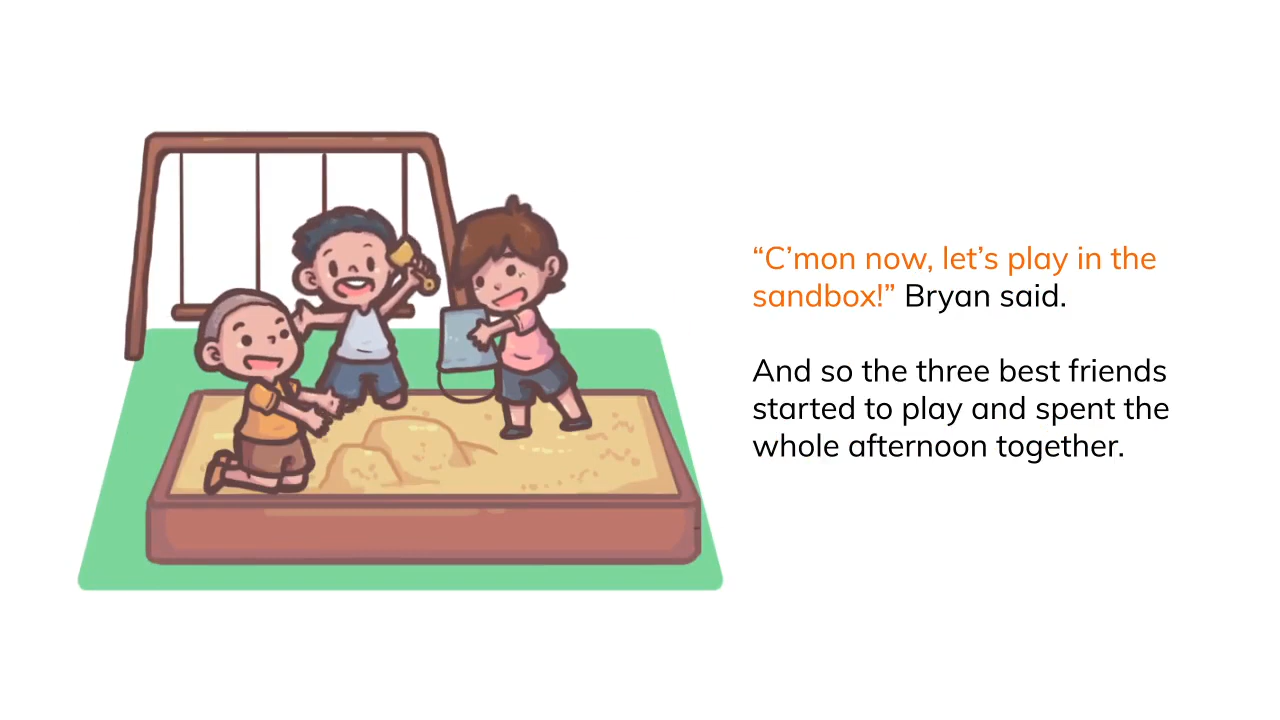 “C’mon now, let’s play in the
sandbox!” Bryan said.
And so the three best friends
started to play and spent the
whole afternoon together.